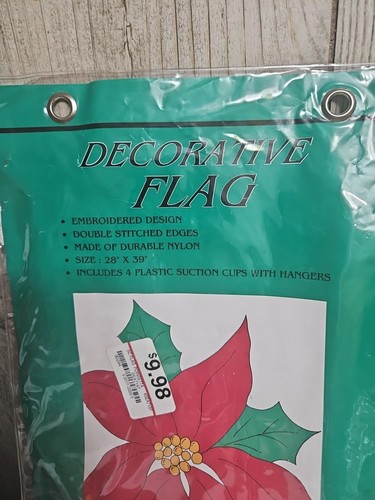 DECORATIVE
FLAG
• EMBROIDERED DESIGN
• DOUBLE STITCHED EDGES
• MADE OF DURABLE NYLON
• SIZE : 28' X 39'
• INCLUDES 4 PLASTIC SUCTION CUPS WITH HANGERS
$9.98